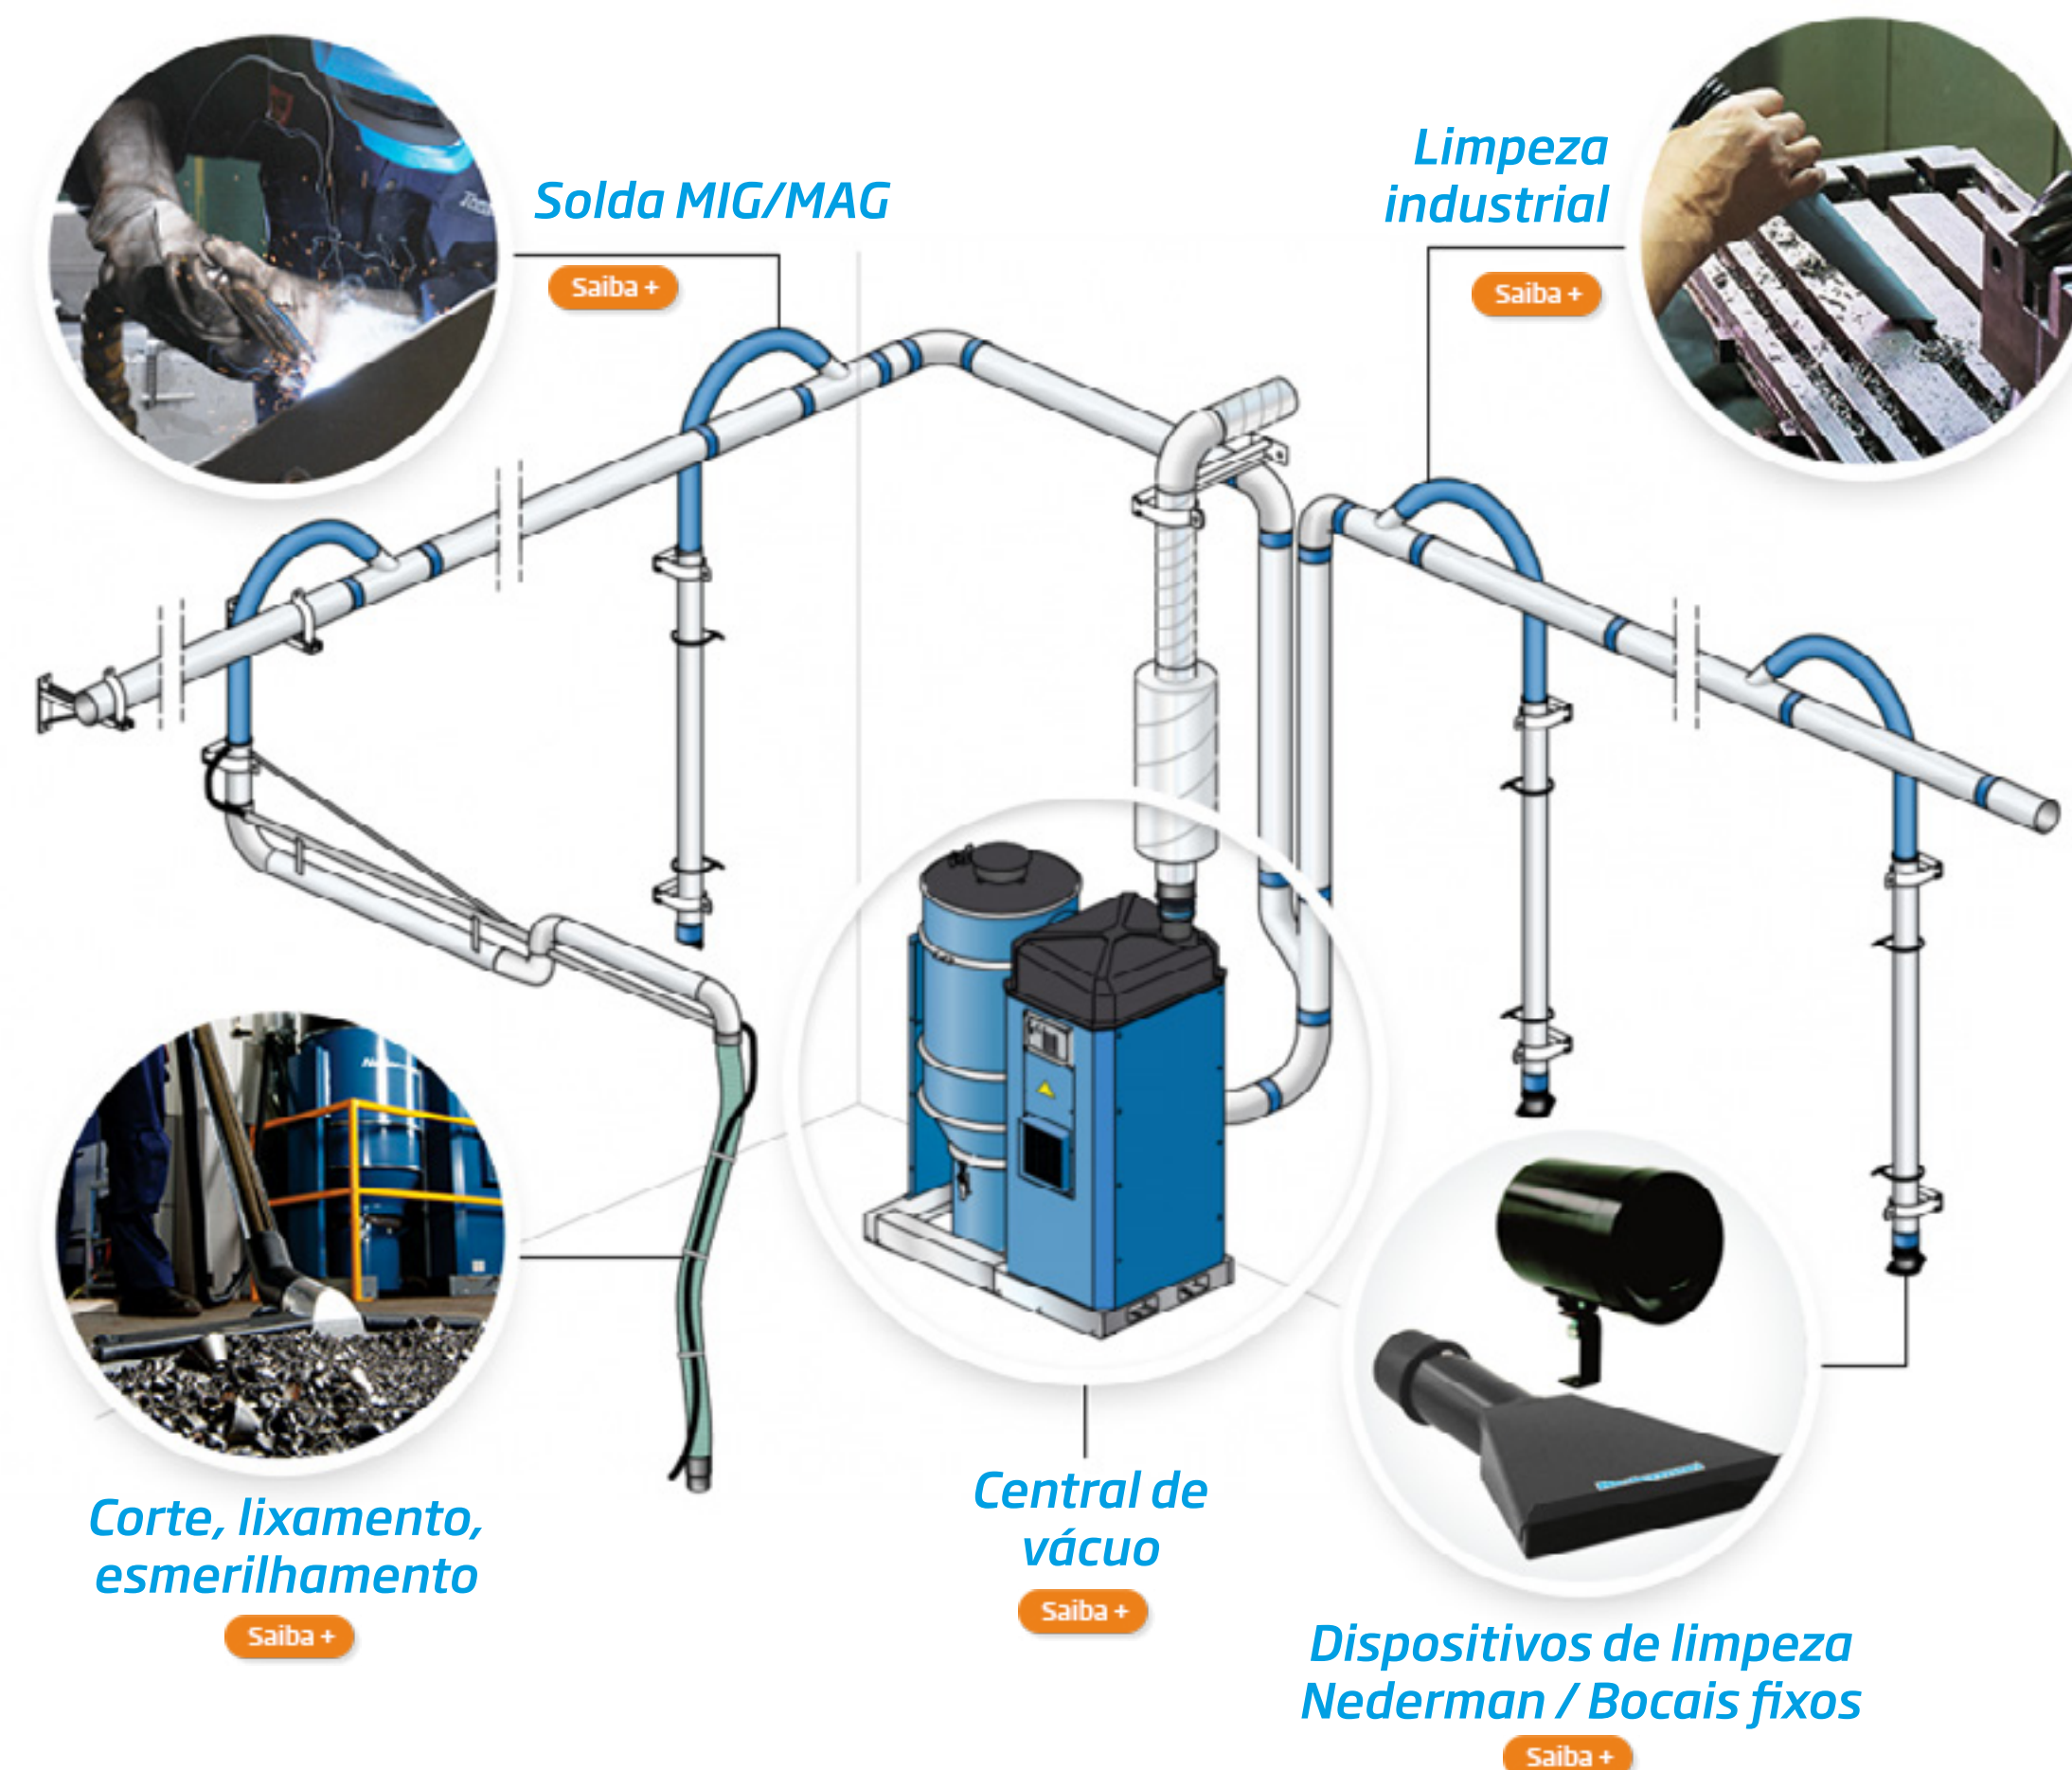 Solda MIG/MAG
Saiba +
Limpeza
industrial
Saiba +
Corte, lixamento,
esmerilhamento
Saiba +
Central de
vácuo
Saiba +
Dispositivos de limpeza
Nederman / Bocais fixos
Saiba +